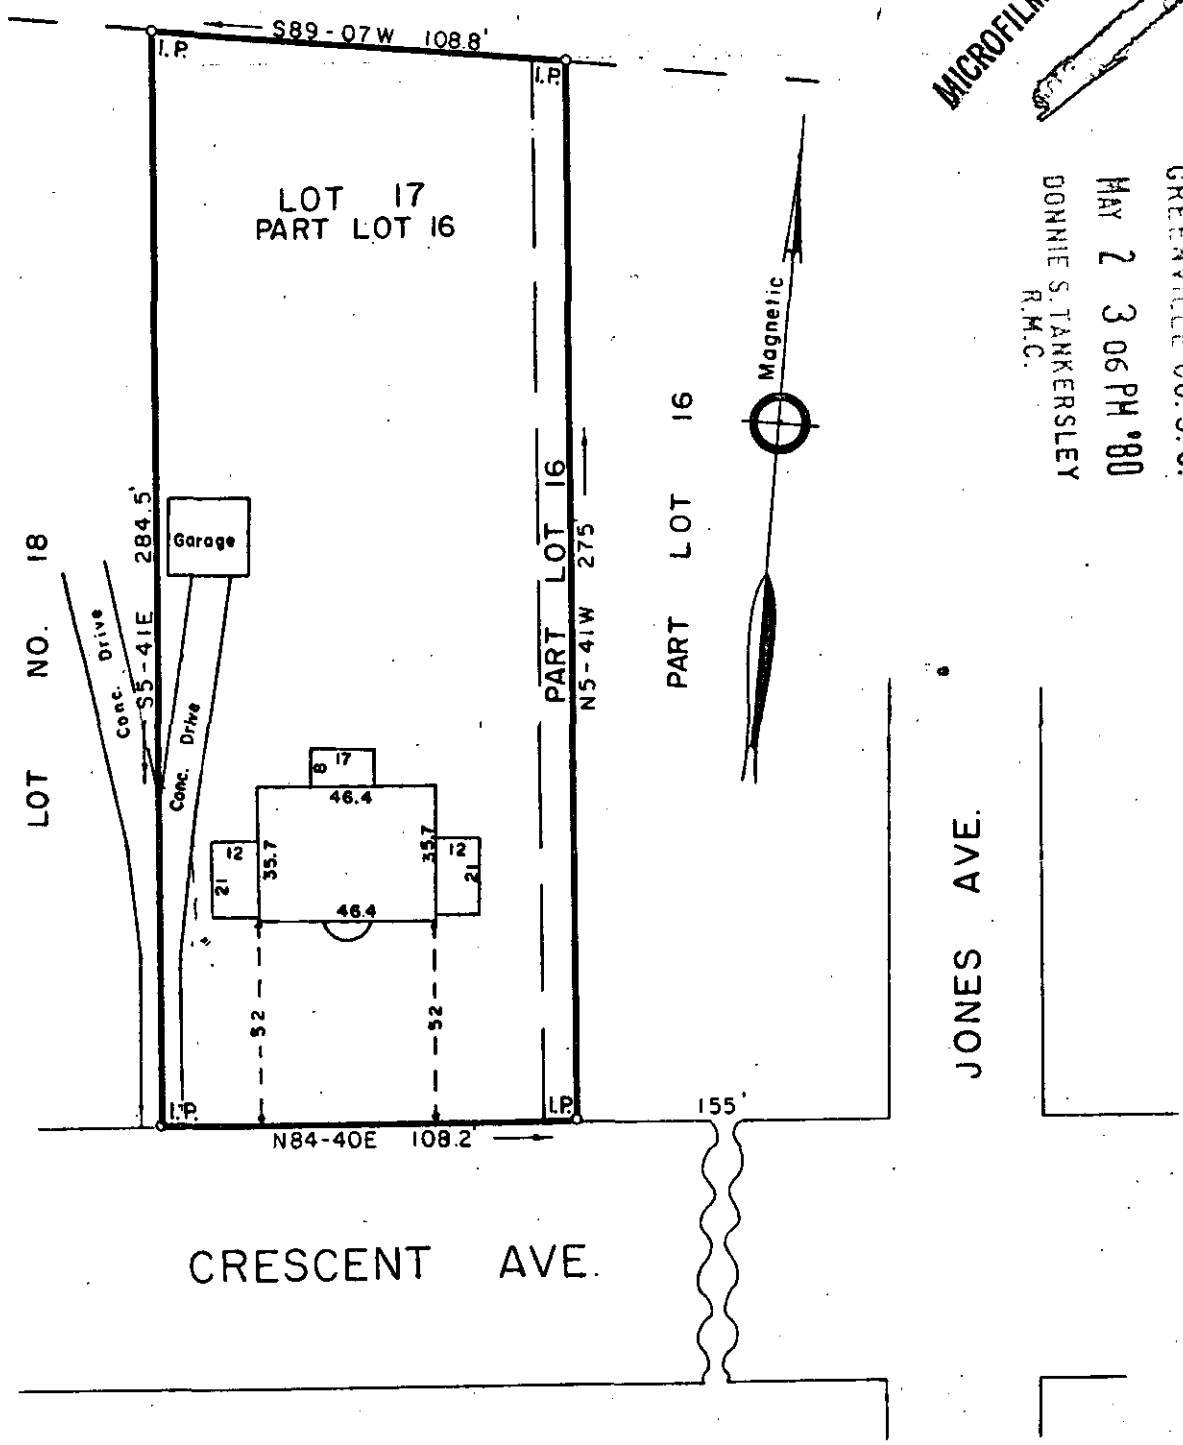 S89-07W 108.8'
I.P.
I.P.
MICROFILM
LOT 17
PART LOT 16
MAY 2 3 06 PM '80
DONNIE S. TANKERSLEY
R.M.C.
Magnetic
PART LOT 16
PART LOT 16
N5-41W 275'
S5-41E 284.5'
LOT NO. 18
Garage
Conc. Drive
Conc. Drive
8 17
46.4
35.7
35.7
12
21
12
21
46.4
52
52
JONES AVE.
I.P.
I.P.
155'
N84-40E 108.2'
CRESCENT AVE.